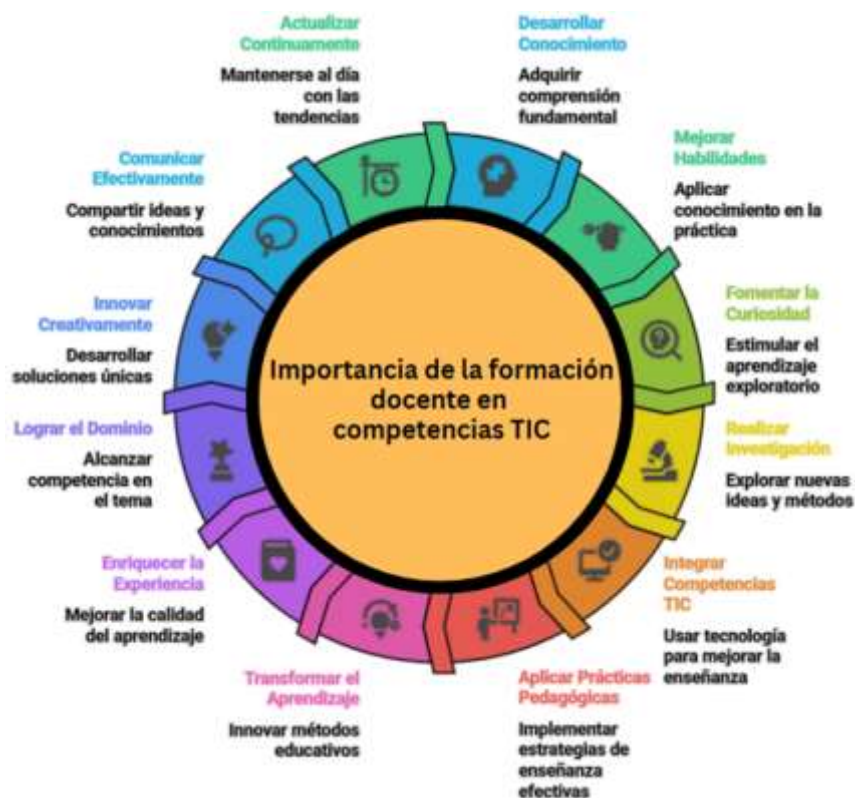 Actualizar
Continuamente
Mantenerse al día
con las
tendencias
Desarrollar
Conocimiento
Adquirir
comprensión
fundamental
Mejorar
Habilidades
Aplicar
conocimiento en la
práctica
Fomentar la
Curiosidad
Estimular el
aprendizaje
exploratorio
Realizar
Investigación
Explorar nuevas
ideas y métodos
Integrar
Competencias
TIC
Usar tecnología
para mejorar la
enseñanza
Aplicar Prácticas
Pedagógicas
Implementar
estrategias de
enseñanza
efectivas
Transformar el
Aprendizaje
Innovar métodos
educativos
Enriquecer la
Experiencia
Mejorar la calidad
del aprendizaje
Lograr el Dominio
Alcanzar
competencia en
el tema
Innovar
Creativamente
Desarrollar
soluciones únicas
Comunicar
Efectivamente
Compartir ideas y
conocimientos
Importancia de la formación
docente en
competencias TIC